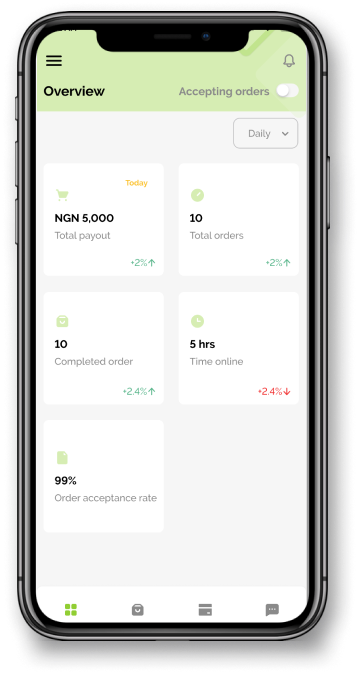 Overview
Accepting orders
Daily
Today
NGN 5,000
Total payout
+2%↑
10
Total orders
+2%↑
10
Completed order
+2.4%↑
5 hrs
Time online
+2.4%↓
99%
Order acceptance rate